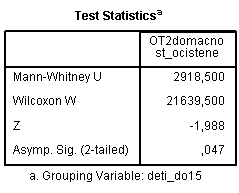 Test Statisticsa
OT2domacno
st_ocistene
Mann-Whitney U 2918,500
Wilcoxon W 21639,500
Z -1,988
Asymp. Sig. (2-tailed) ,047
a. Grouping Variable: deti_do15